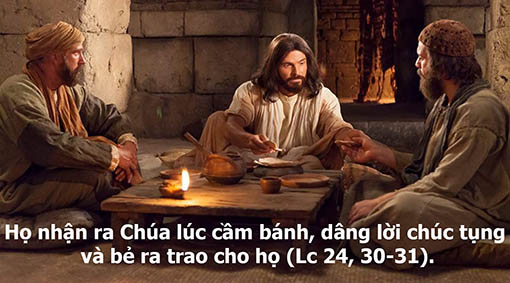 Họ nhận ra Chúa lúc cầm bánh, dâng lời chúc tụng
và bẻ ra trao cho họ (Lc 24, 30-31).